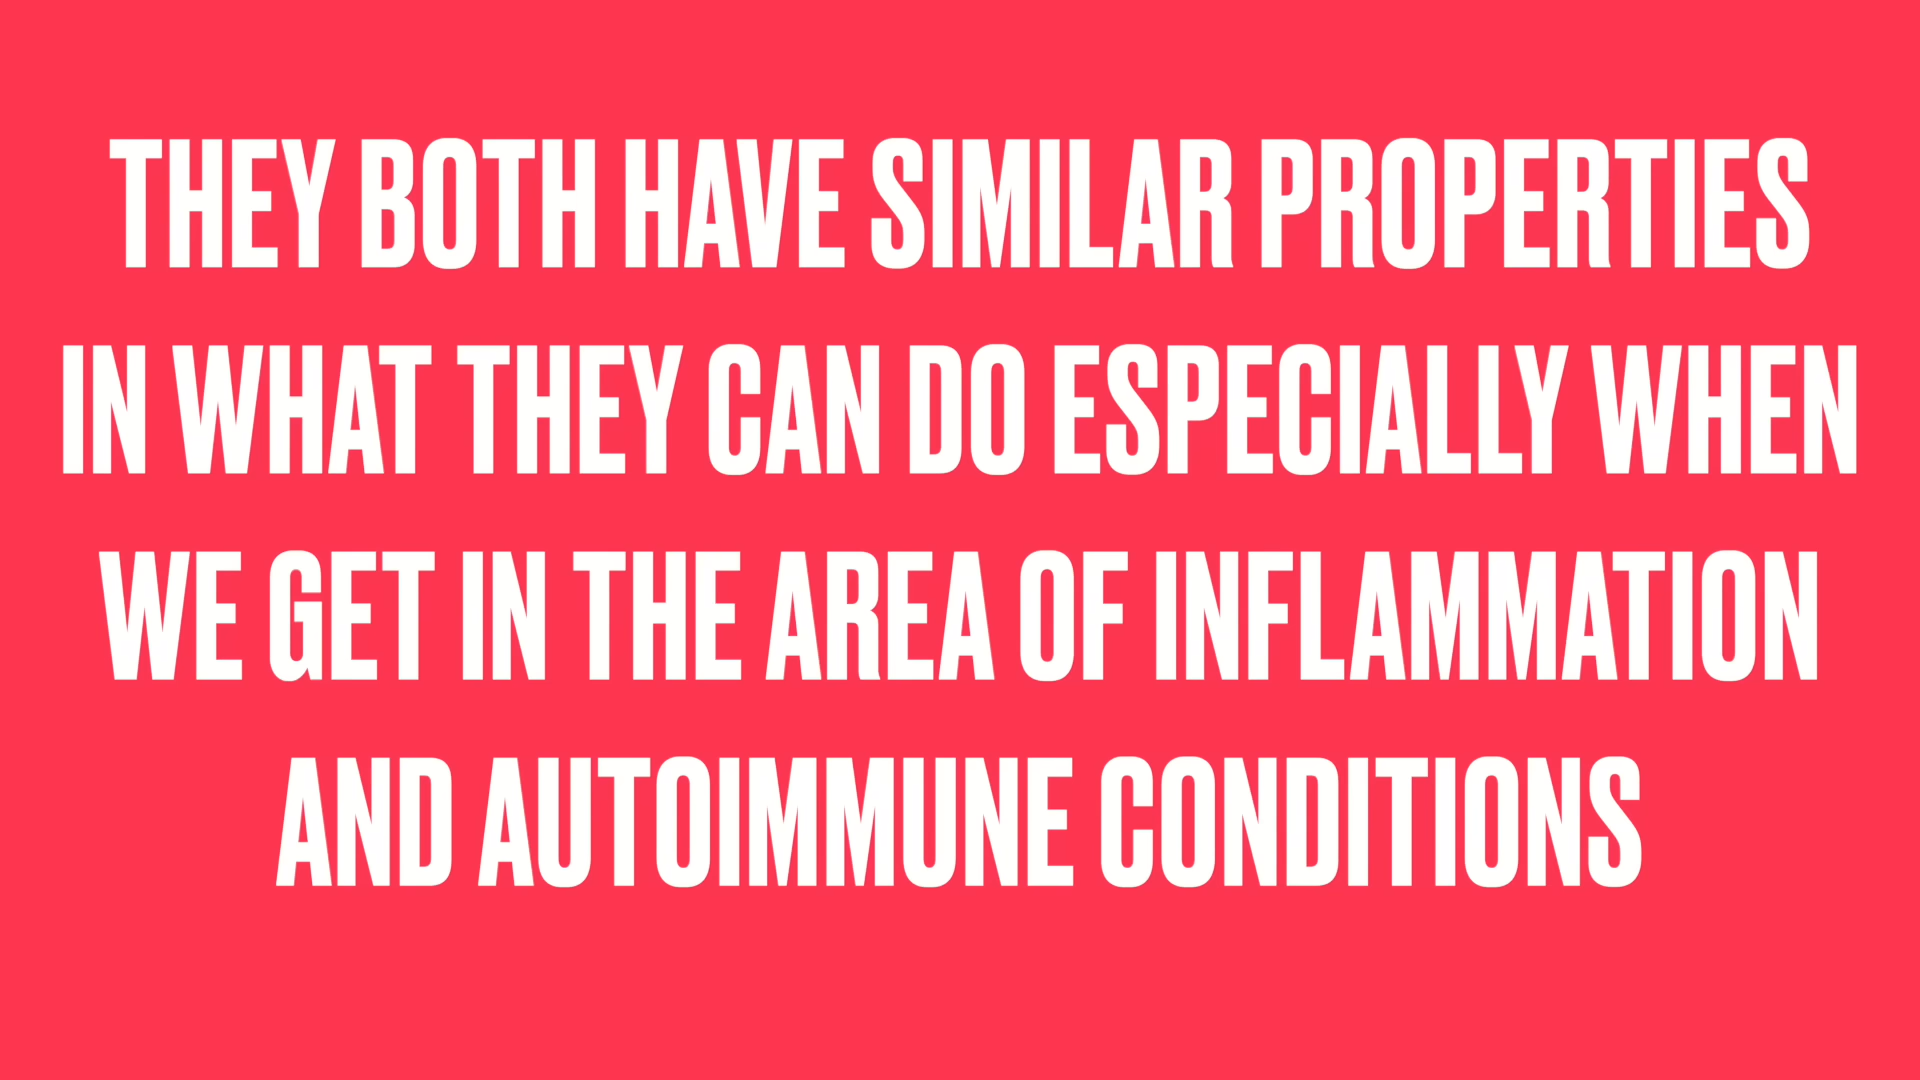 THEY BOTH HAVE SIMILAR PROPERTIES
IN WHAT THEY CAN DO ESPECIALLY WHEN
WE GET IN THE AREA OF INFLAMMATION
AND AUTOIMMUNE CONDITIONS